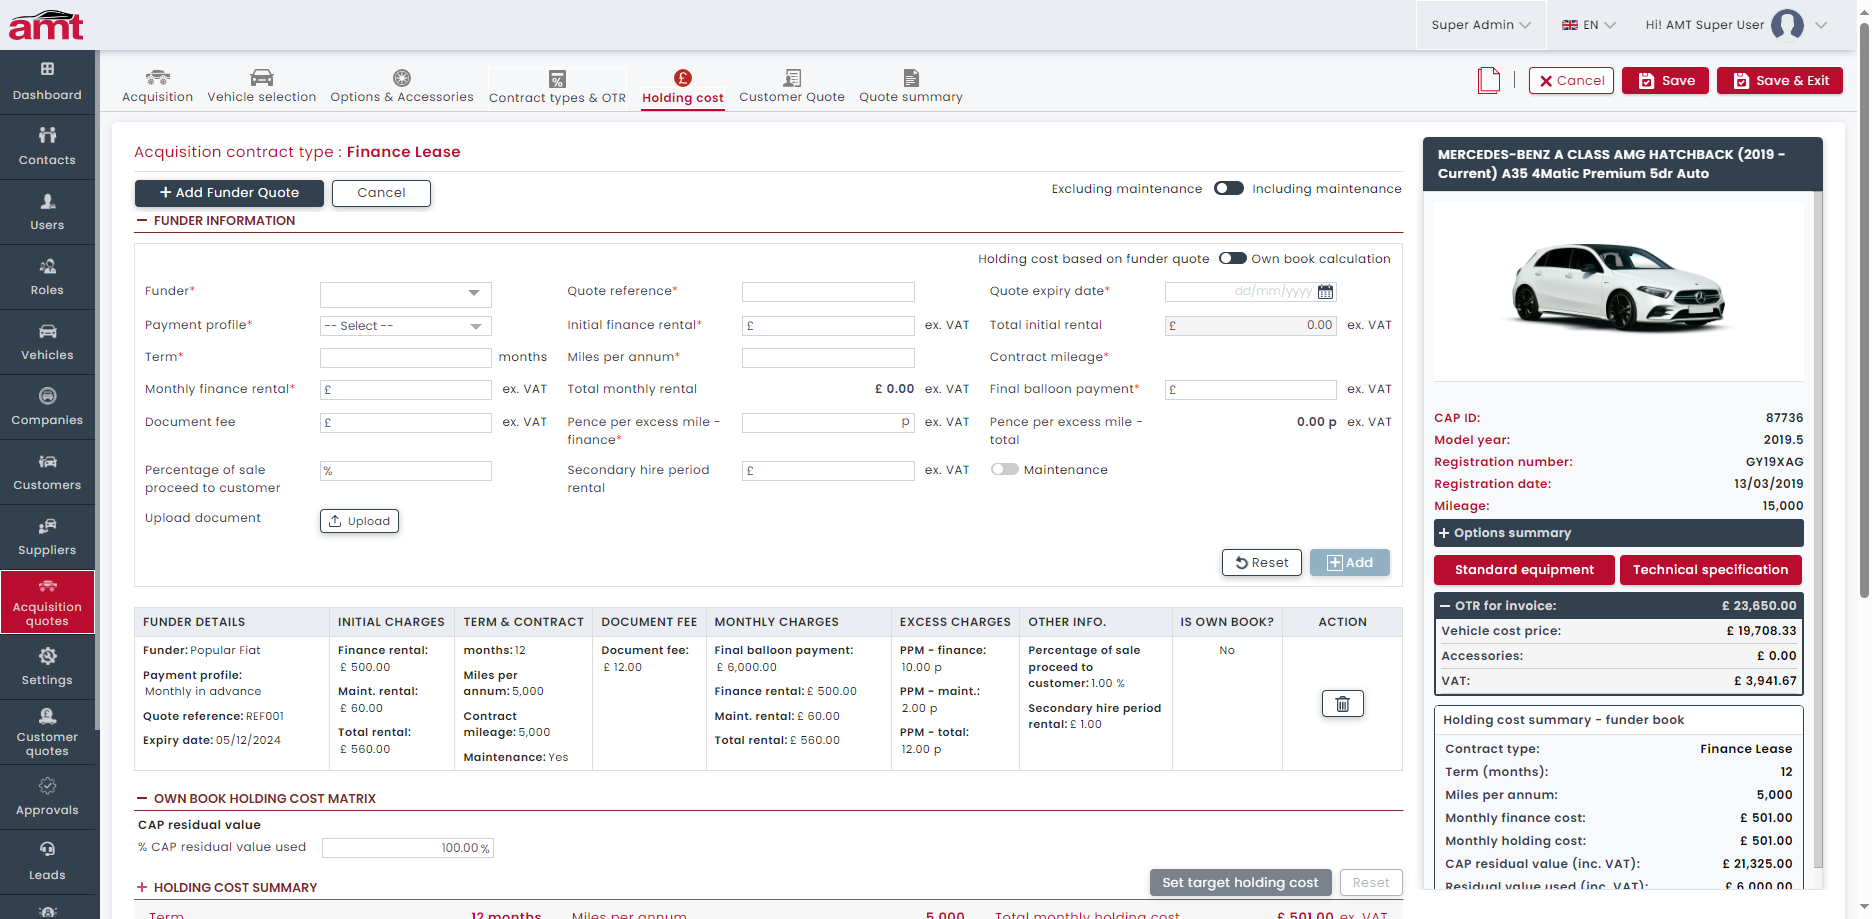 amt
Super Admin
EN
Hi! AMT Super User
Dashboard
Contacts
Users
Roles
Vehicles
Companies
Customers
Suppliers
Acquisition
quotes
Settings
Customer
quotes
Approvals
Leads
Acquisition
Vehicle selection
Options & Accessories
Contract types & OTR
Holding cost
Customer Quote
Quote summary
Cancel
Save
Save & Exit
Acquisition contract type : Finance Lease
Add Funder Quote
Cancel
Excluding maintenance
Including maintenance
FUNDER INFORMATION
Holding cost based on funder quote
Own book calculation
Funder*
Quote reference*
Quote expiry date*
dd/mm/yyyy
Payment profile*
-- Select --
Initial finance rental*
£
ex. VAT
Total initial rental
£ 0.00
ex. VAT
Term*
months
Miles per annum*
Contract mileage*
Monthly finance rental*
£
ex. VAT
Total monthly rental
£ 0.00 ex. VAT
Final balloon payment*
£
ex. VAT
Document fee
£
ex. VAT
Pence per excess mile -
finance*
p
ex. VAT
Pence per excess mile -
total
0.00 p ex. VAT
Percentage of sale
proceed to customer
%
Secondary hire period
rental
£
ex. VAT
Maintenance
Upload document
Upload
Reset
Add
FUNDER DETAILS
INITIAL CHARGES
TERM & CONTRACT
DOCUMENT FEE
MONTHLY CHARGES
EXCESS CHARGES
OTHER INFO.
IS OWN BOOK?
ACTION
Funder: Popular Fiat
Payment profile:
Monthly in advance
Quote reference: REF001
Expiry date: 05/12/2024
Finance rental:
£ 500.00
Maint. rental:
£ 60.00
Total rental:
£ 560.00
months: 12
Miles per
annum: 5,000
Contract
mileage: 5,000
Maintenance: Yes
Document fee:
£ 12.00
Final balloon payment:
£ 6,000.00
Finance rental: £ 500.00
Maint. rental: £ 60.00
Total rental: £ 560.00
PPM - finance:
10.00 p
PPM - maint.:
2.00 p
PPM - total:
12.00 p
Percentage of sale
proceed to
customer: 1.00 %
Secondary hire period
rental: £ 1.00
No
OWN BOOK HOLDING COST MATRIX
CAP residual value
% CAP residual value used
100.00 %
HOLDING COST SUMMARY
Set target holding cost
Reset
Term
12 months
Miles per annum
5,000
Total monthly holding cost
£ 501.00 ex. VAT
MERCEDES-BENZ A CLASS AMG HATCHBACK (2019 -
Current) A35 4Matic Premium 5dr Auto
CAP ID: 87736
Model year: 2019.5
Registration number: GY19XAG
Registration date: 13/03/2019
Mileage: 15,000
Options summary
Standard equipment
Technical specification
OTR for invoice: £ 23,650.00
Vehicle cost price: £ 19,708.33
Accessories: £ 0.00
VAT: £ 3,941.67
Holding cost summary - funder book
Contract type: Finance Lease
Term (months): 12
Miles per annum: 5,000
Monthly finance cost: £ 501.00
Monthly holding cost: £ 501.00
CAP residual value (inc. VAT): £ 21,325.00
Residual value used (inc. VAT): £ 6,000.00